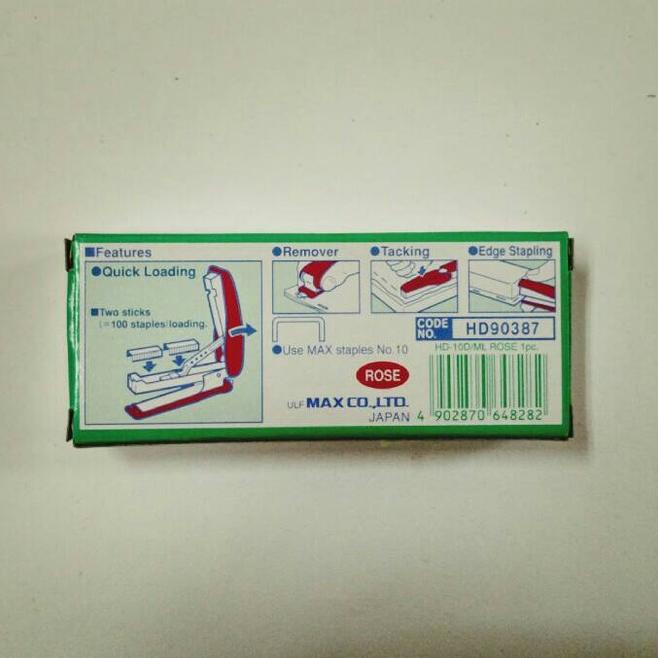 ■Features
●Quick Loading
■Two sticks
(=100 staples)loading.
●Remover
●Tacking
●Edge Stapling
●Use MAX staples No.10
ROSE
ULF MAX CO.,LTD.
JAPAN
CODE NO. HD90387
HD-10D/ML ROSE 1pc.
4 902870 648282